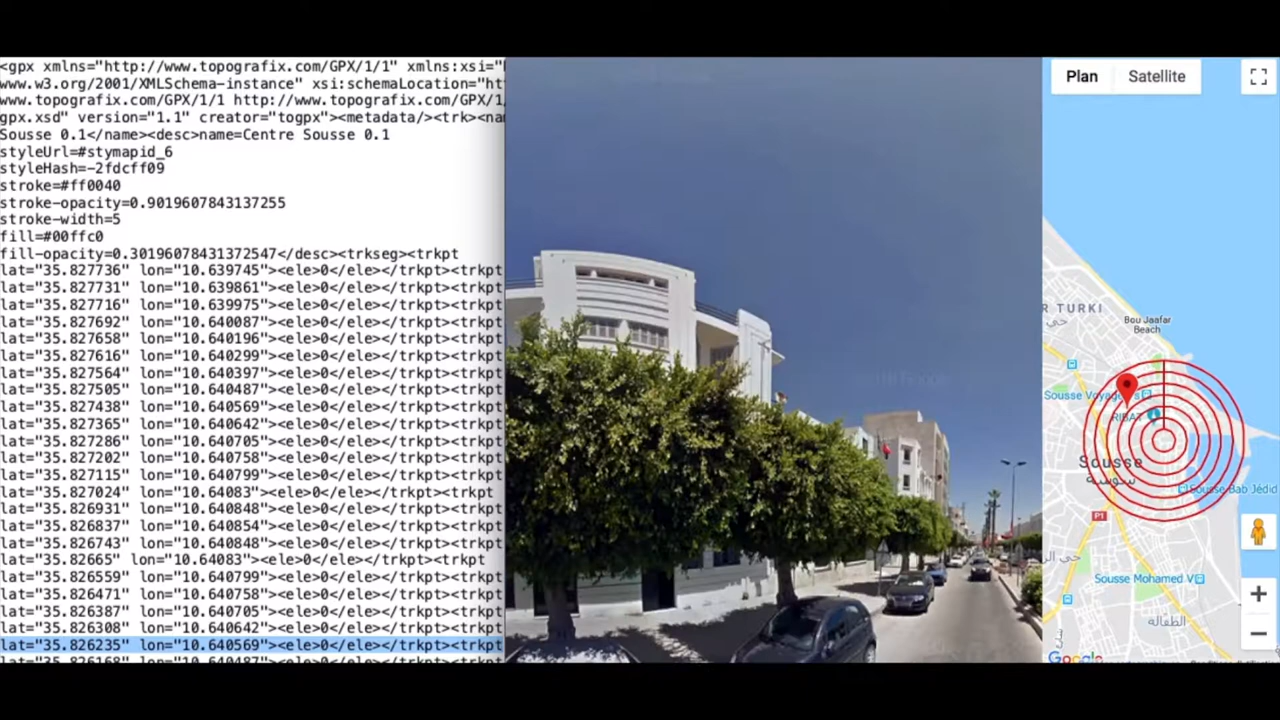 <gpx xmlns="http://www.topografix.com/GPX/1/1" xmlns:xsi="
www.w3.org/2001/XMLSchema-instance" xsi:schemaLocation="ht
www.topografix.com/GPX/1/1 http://www.topografix.com/GPX/1/
gpx.xsd" version="1.1" creator="togpx"><metadata/><trk><na
Sousse 0.1</name><desc>name=Centre Sousse 0.1
styleUrl=#stymapid_6
styleHash=-2fdcff09
stroke=#ff0040
stroke-opacity=0.9019607843137255
stroke-width=5
fill=#00ffc0
fill-opacity=0.30196078431372547</desc><trkseg><trkpt
lat="35.827736" lon="10.639745"><ele>0</ele></trkpt><trkpt
lat="35.827731" lon="10.639861"><ele>0</ele></trkpt><trkpt
lat="35.827716" lon="10.639975"><ele>0</ele></trkpt><trkpt
lat="35.827692" lon="10.640087"><ele>0</ele></trkpt><trkpt
lat="35.827658" lon="10.640196"><ele>0</ele></trkpt><trkpt
lat="35.827616" lon="10.640299"><ele>0</ele></trkpt><trkpt
lat="35.827564" lon="10.640397"><ele>0</ele></trkpt><trkpt
lat="35.827505" lon="10.640487"><ele>0</ele></trkpt><trkpt
lat="35.827438" lon="10.640569"><ele>0</ele></trkpt><trkpt
lat="35.827365" lon="10.640642"><ele>0</ele></trkpt><trkpt
lat="35.827286" lon="10.640705"><ele>0</ele></trkpt><trkpt
lat="35.827202" lon="10.640758"><ele>0</ele></trkpt><trkpt
lat="35.827115" lon="10.640799"><ele>0</ele></trkpt><trkpt
lat="35.827024" lon="10.64083"><ele>0</ele></trkpt><trkpt
lat="35.826931" lon="10.640848"><ele>0</ele></trkpt><trkpt
lat="35.826837" lon="10.640854"><ele>0</ele></trkpt><trkpt
lat="35.826743" lon="10.640848"><ele>0</ele></trkpt><trkpt
lat="35.82665" lon="10.64083"><ele>0</ele></trkpt><trkpt
lat="35.826559" lon="10.640799"><ele>0</ele></trkpt><trkpt
lat="35.826471" lon="10.640758"><ele>0</ele></trkpt><trkpt
lat="35.826387" lon="10.640705"><ele>0</ele></trkpt><trkpt
lat="35.826308" lon="10.640642"><ele>0</ele></trkpt><trkpt
lat="35.826235" lon="10.640569"><ele>0</ele></trkpt><trkpt
lat="35.826168" lon="10.640487"><ele>0</ele></trkpt><trkpt
Plan Satellite
R TURKI
Bou Jaafar
Beach
Sousse Voyag
RIBAT
Sousse
سوسة
Sousse Bab Jédid
P1
Sousse Mohamed V
الطفالة
Google